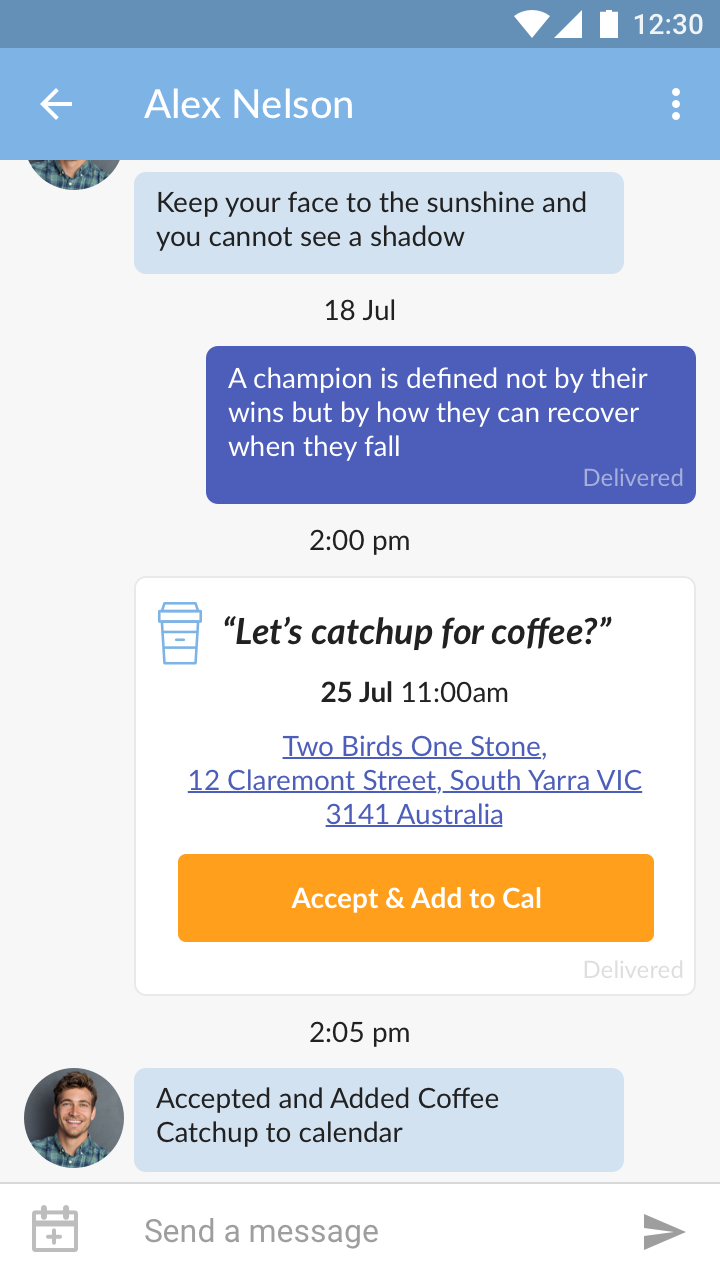 12:30
Alex Nelson
Keep your face to the sunshine and
you cannot see a shadow
18 Jul
A champion is defined not by their
wins but by how they can recover
when they fall
Delivered
2:00 pm
“Let’s catchup for coffee?”
25 Jul 11:00am
Two Birds One Stone,
12 Claremont Street, South Yarra VIC
3141 Australia
Accept & Add to Cal
Delivered
2:05 pm
Accepted and Added Coffee
Catchup to calendar
Send a message